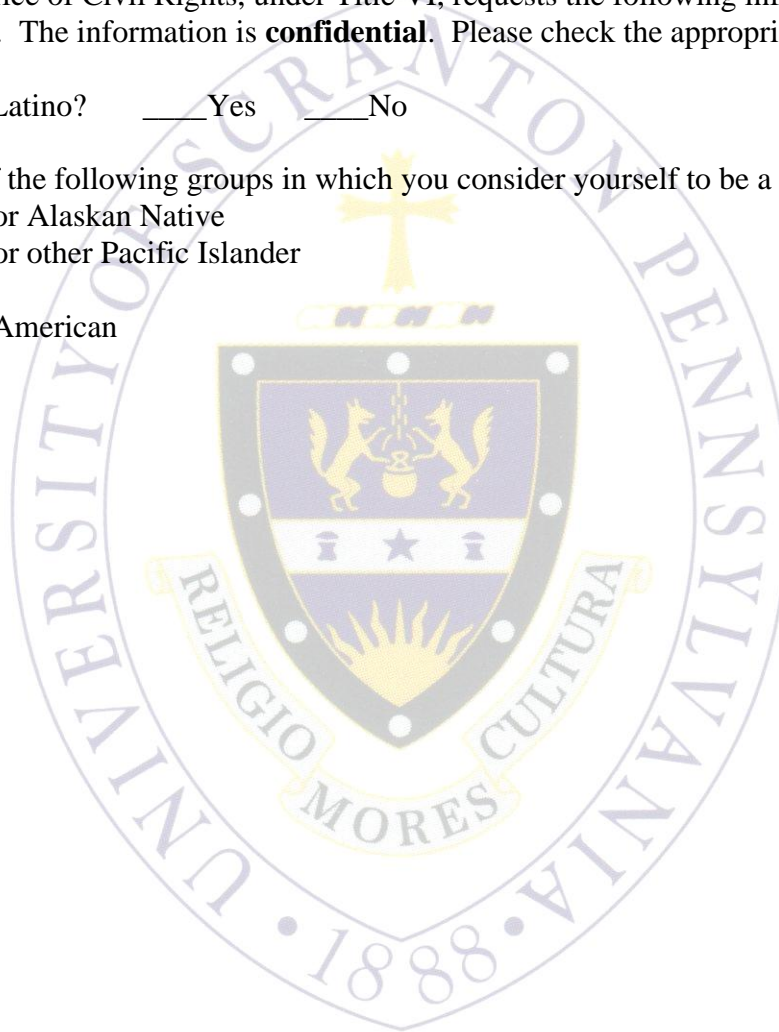 ice of Civil Rights, under Title VI, requests the following in
. The information is confidential. Please check the appropri
Latino? ____Yes ____No
f the following groups in which you consider yourself to be a
or Alaskan Native
or other Pacific Islander
American
UNIVERSITY OF SCRANTON PENNSYLVANIA
• 1888 •
RELIGIO
MORES
CULTURA